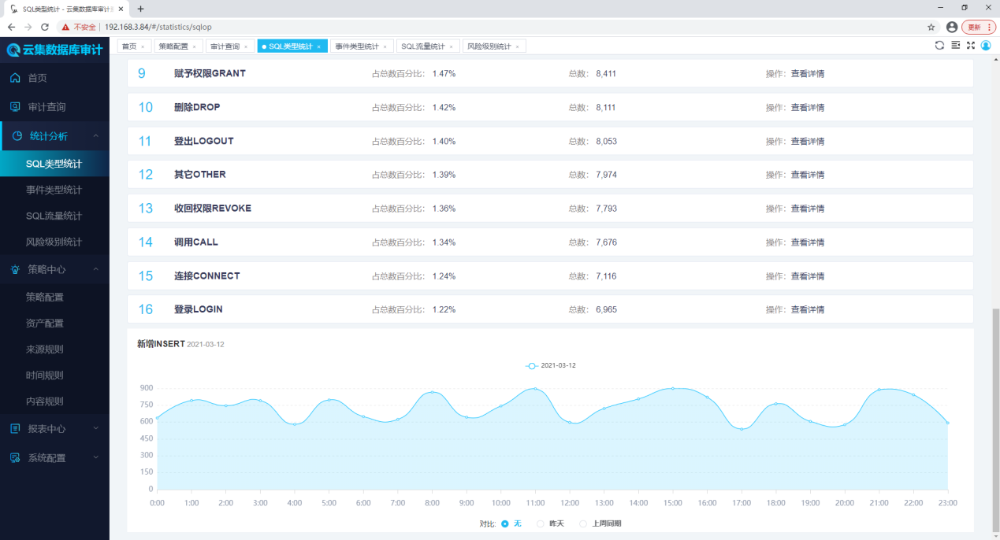 SQL类型统计 - 云集数据库审计
不安全 192.168.3.84/#/statistics/sqlop 更新
云集数据库审计
首页
审计查询
统计分析
SQL类型统计
事件类型统计
SQL流量统计
风险级别统计
策略中心
策略配置
资产配置
来源规则
时间规则
内容规则
报表中心
系统配置
首页 策略配置 审计查询 SQL类型统计 事件类型统计 SQL流量统计 风险级别统计
9 赋予权限GRANT 占总数百分比: 1.47% 总数: 8,411 操作: 查看详情
10 删除DROP 占总数百分比: 1.42% 总数: 8,111 操作: 查看详情
11 登出LOGOUT 占总数百分比: 1.40% 总数: 8,053 操作: 查看详情
12 其它OTHER 占总数百分比: 1.39% 总数: 7,974 操作: 查看详情
13 收回权限REVOKE 占总数百分比: 1.36% 总数: 7,793 操作: 查看详情
14 调用CALL 占总数百分比: 1.34% 总数: 7,676 操作: 查看详情
15 连接CONNECT 占总数百分比: 1.24% 总数: 7,116 操作: 查看详情
16 登录LOGIN 占总数百分比: 1.22% 总数: 6,965 操作: 查看详情
新增INSERT 2021-03-12
2021-03-12
900
750
600
450
300
150
0
0:00 1:00 2:00 3:00 4:00 5:00 6:00 7:00 8:00 9:00 10:00 11:00 12:00 13:00 14:00 15:00 16:00 17:00 18:00 19:00 20:00 21:00 22:00 23:00
对比: 无 昨天 上周同期